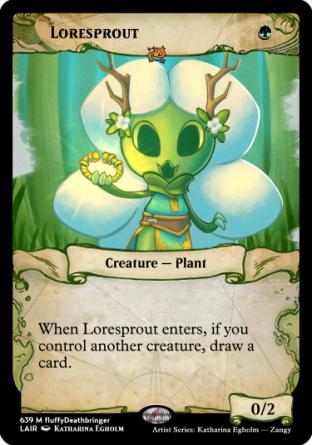 Loresprout
Creature — Plant
When Loresprout enters, if you
control another creature, draw a
card.
0/2
639 M fluffyDeathbringer
LAIR Katharina Egholm
Artist Series: Katharina Egholm — Zangy